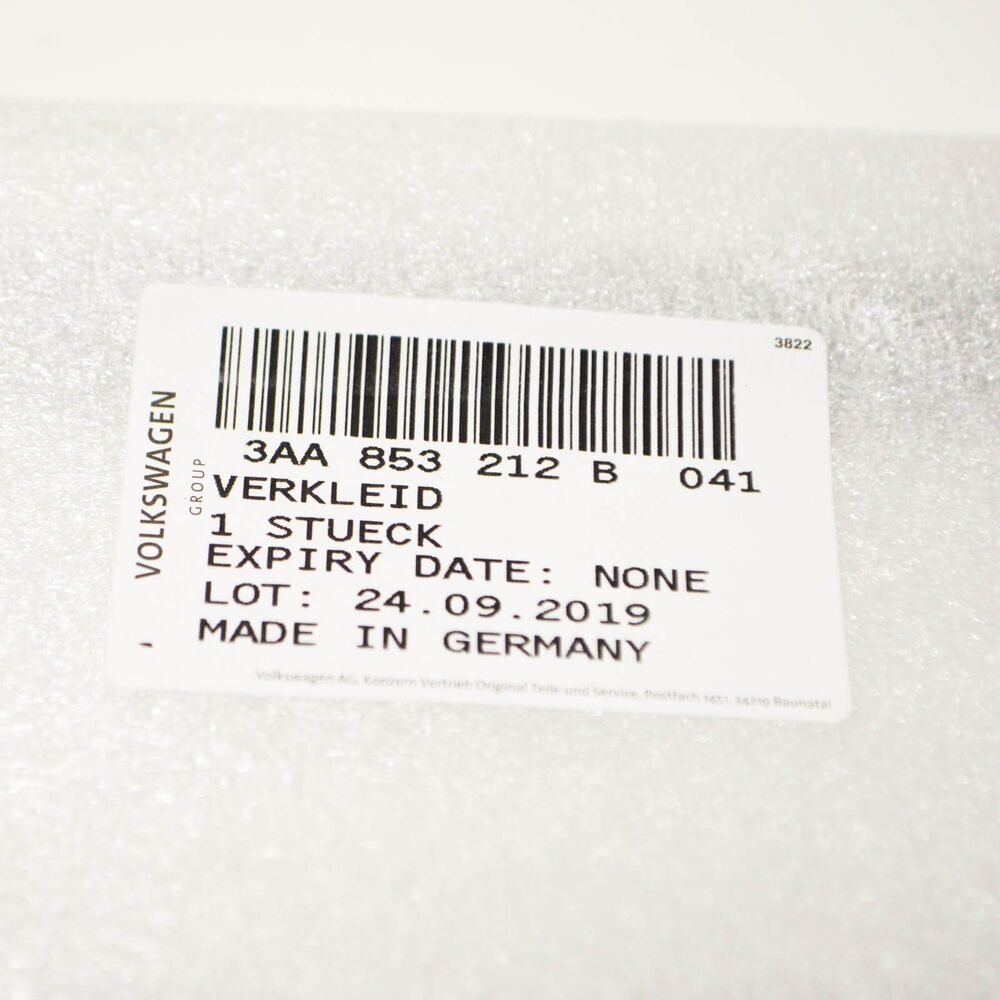 3822
3AA 853 212 B 041
VERKLEID
1 STUECK
EXPIRY DATE: NONE
LOT: 24.09.2019
MADE IN GERMANY
Volkswagen AG, Konzern Vertrieb Original Teile und Service, Postfach 1451, 34219 Baunatal
VOLKSWAGEN
GROUP